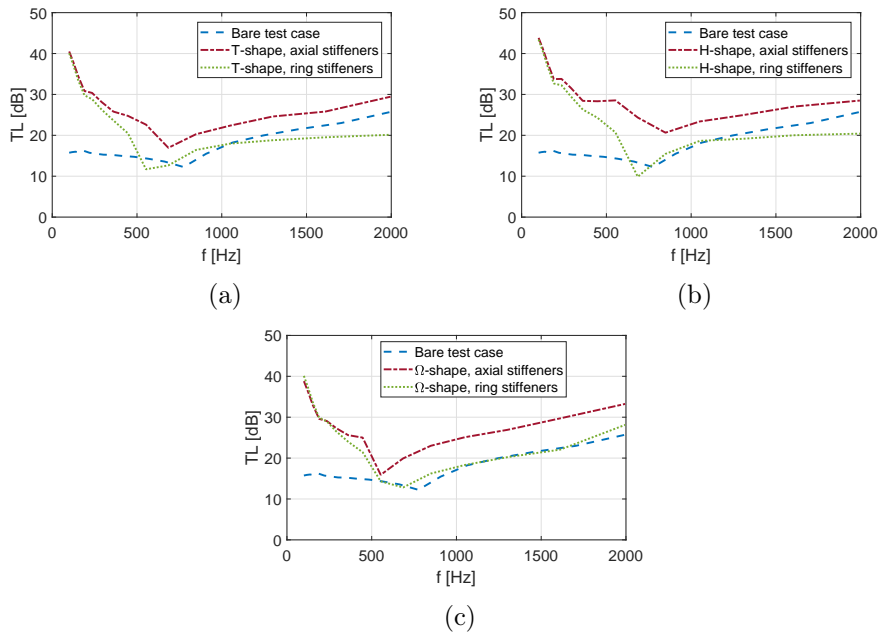 50
40
30
20
10
0
TL [dB]
Bare test case
T-shape, axial stiffeners
T-shape, ring stiffeners
0 500 1000 1500 2000
f [Hz]
(a)
50
40
30
20
10
0
TL [dB]
Bare test case
H-shape, axial stiffeners
H-shape, ring stiffeners
0 500 1000 1500 2000
f [Hz]
(b)
50
40
30
20
10
0
TL [dB]
Bare test case
Ω-shape, axial stiffeners
Ω-shape, ring stiffeners
0 500 1000 1500 2000
f [Hz]
(c)